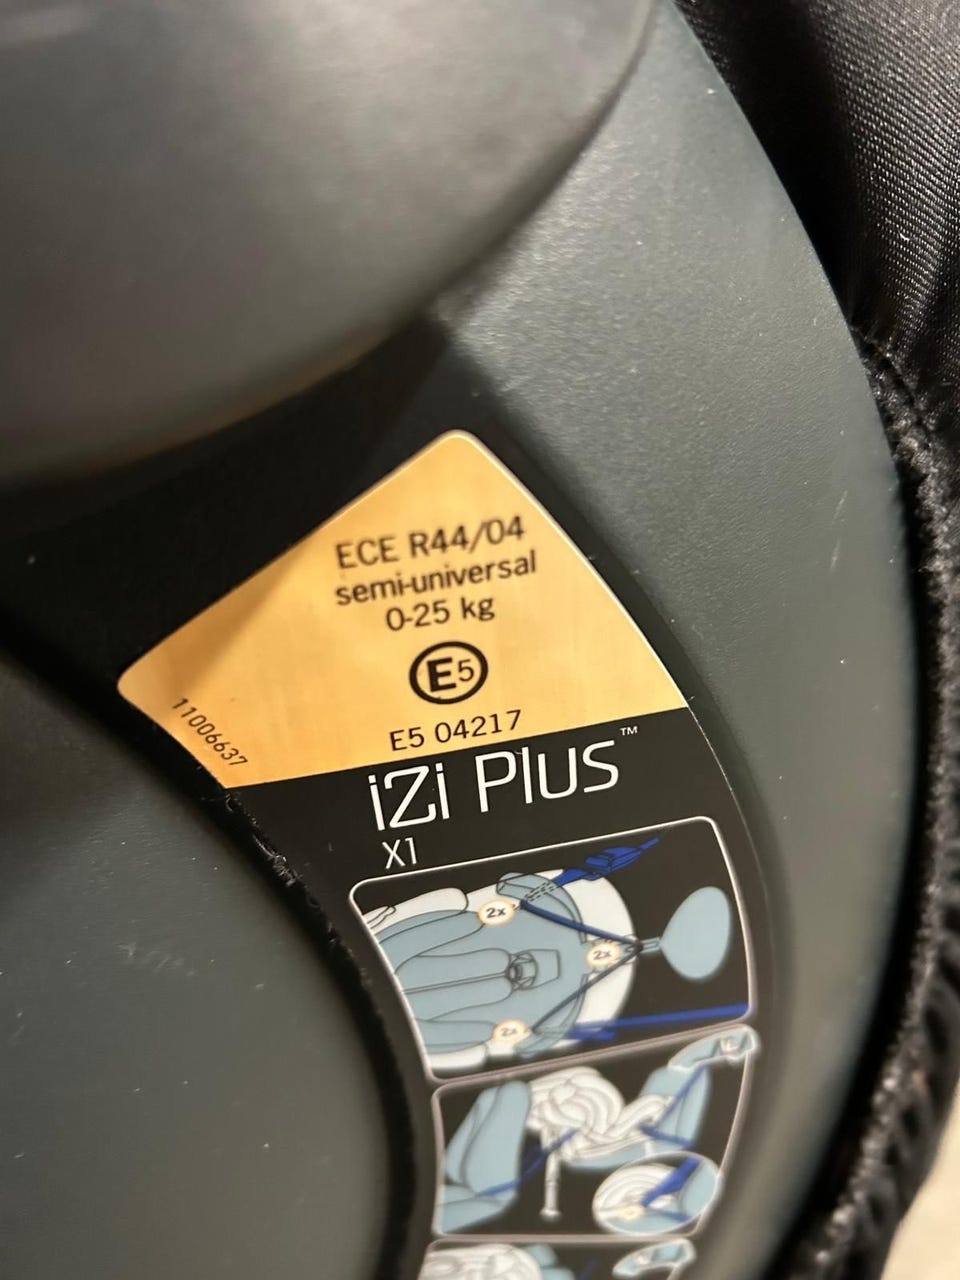 ECE R44/04
semi-universal
0-25 kg
E5
E5 04217
11006637
iZi Plus™
X1
2x
2x
2x